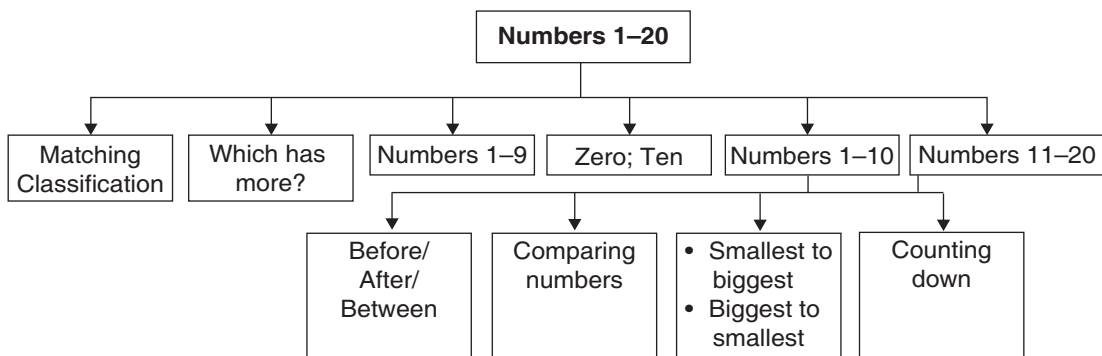 Numbers 1–20
Matching
Classification
Which has
more?
Numbers 1–9
Zero; Ten
Numbers 1–10
Numbers 11–20
Before/
After/
Between
Comparing
numbers
• Smallest to
biggest
• Biggest to
smallest
Counting
down